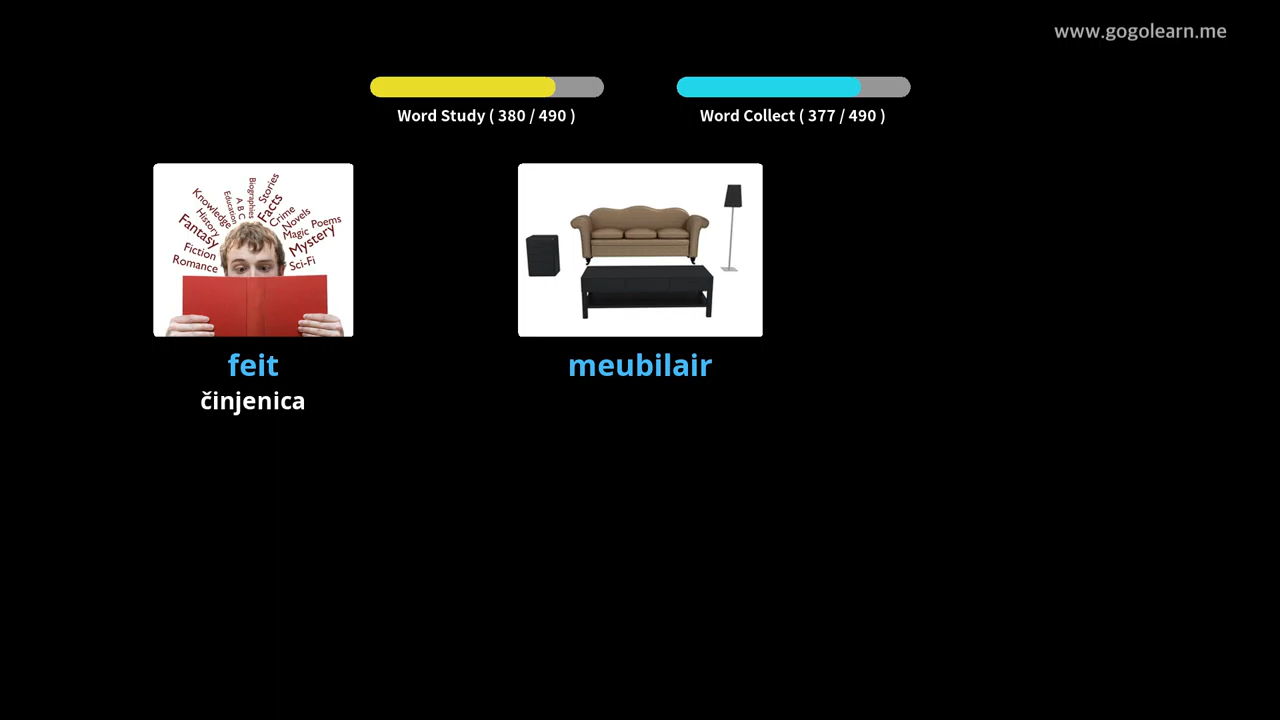 www.gogolearn.me
Word Study ( 380 / 490 )
Word Collect ( 377 / 490 )
Knowledge
History
Fantasy
Fiction
Romance
Education
A B C
Biographies
Stories
Facts
Crime
Novels
Magic
Poems
Mystery
Sci-Fi
feit
činjenica
meubilair